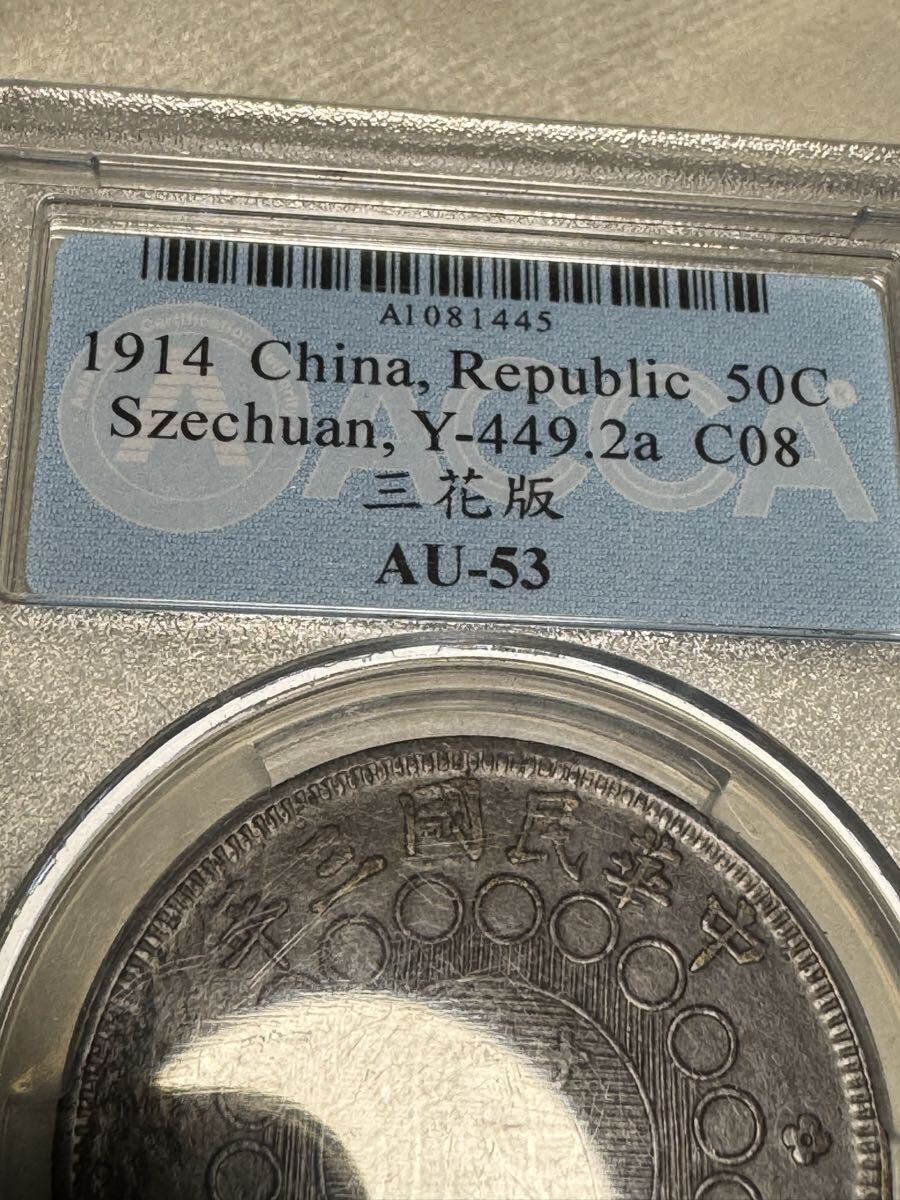 A1081445
1914 China, Republic 50C
Szechuan, Y-449.2a C08
三花版
AU-53
ACCA
年三國民華中